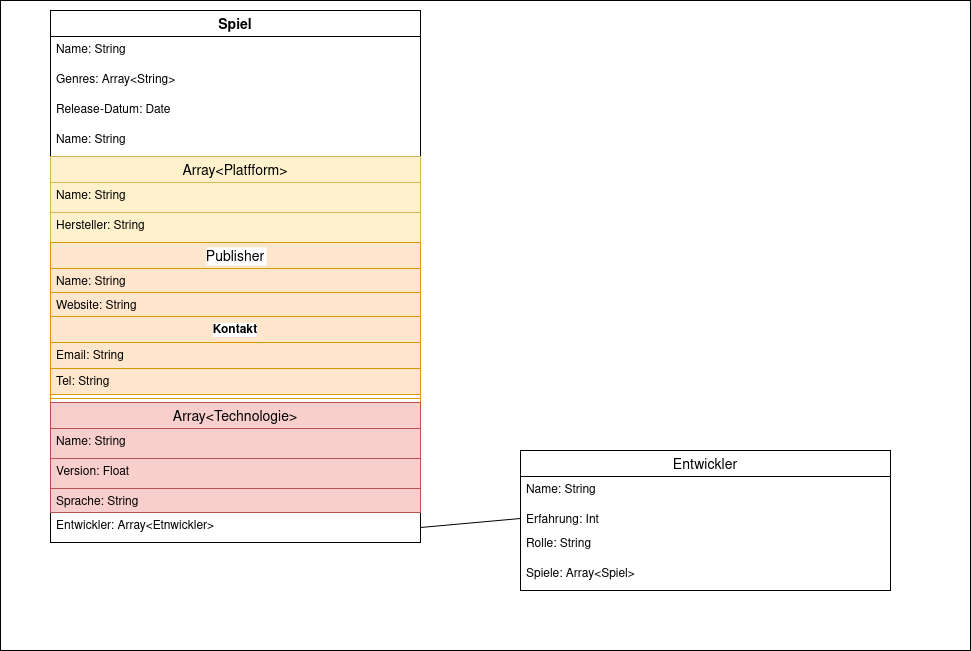 Spiel
Name: String
Genres: Array<String>
Release-Datum: Date
Name: String
Array<Platfform>
Name: String
Hersteller: String
Publisher
Name: String
Website: String
Kontakt
Email: String
Tel: String
Array<Technologie>
Name: String
Version: Float
Sprache: String
Entwickler: Array<Etnwickler>
Entwickler
Name: String
Erfahrung: Int
Rolle: String
Spiele: Array<Spiel>